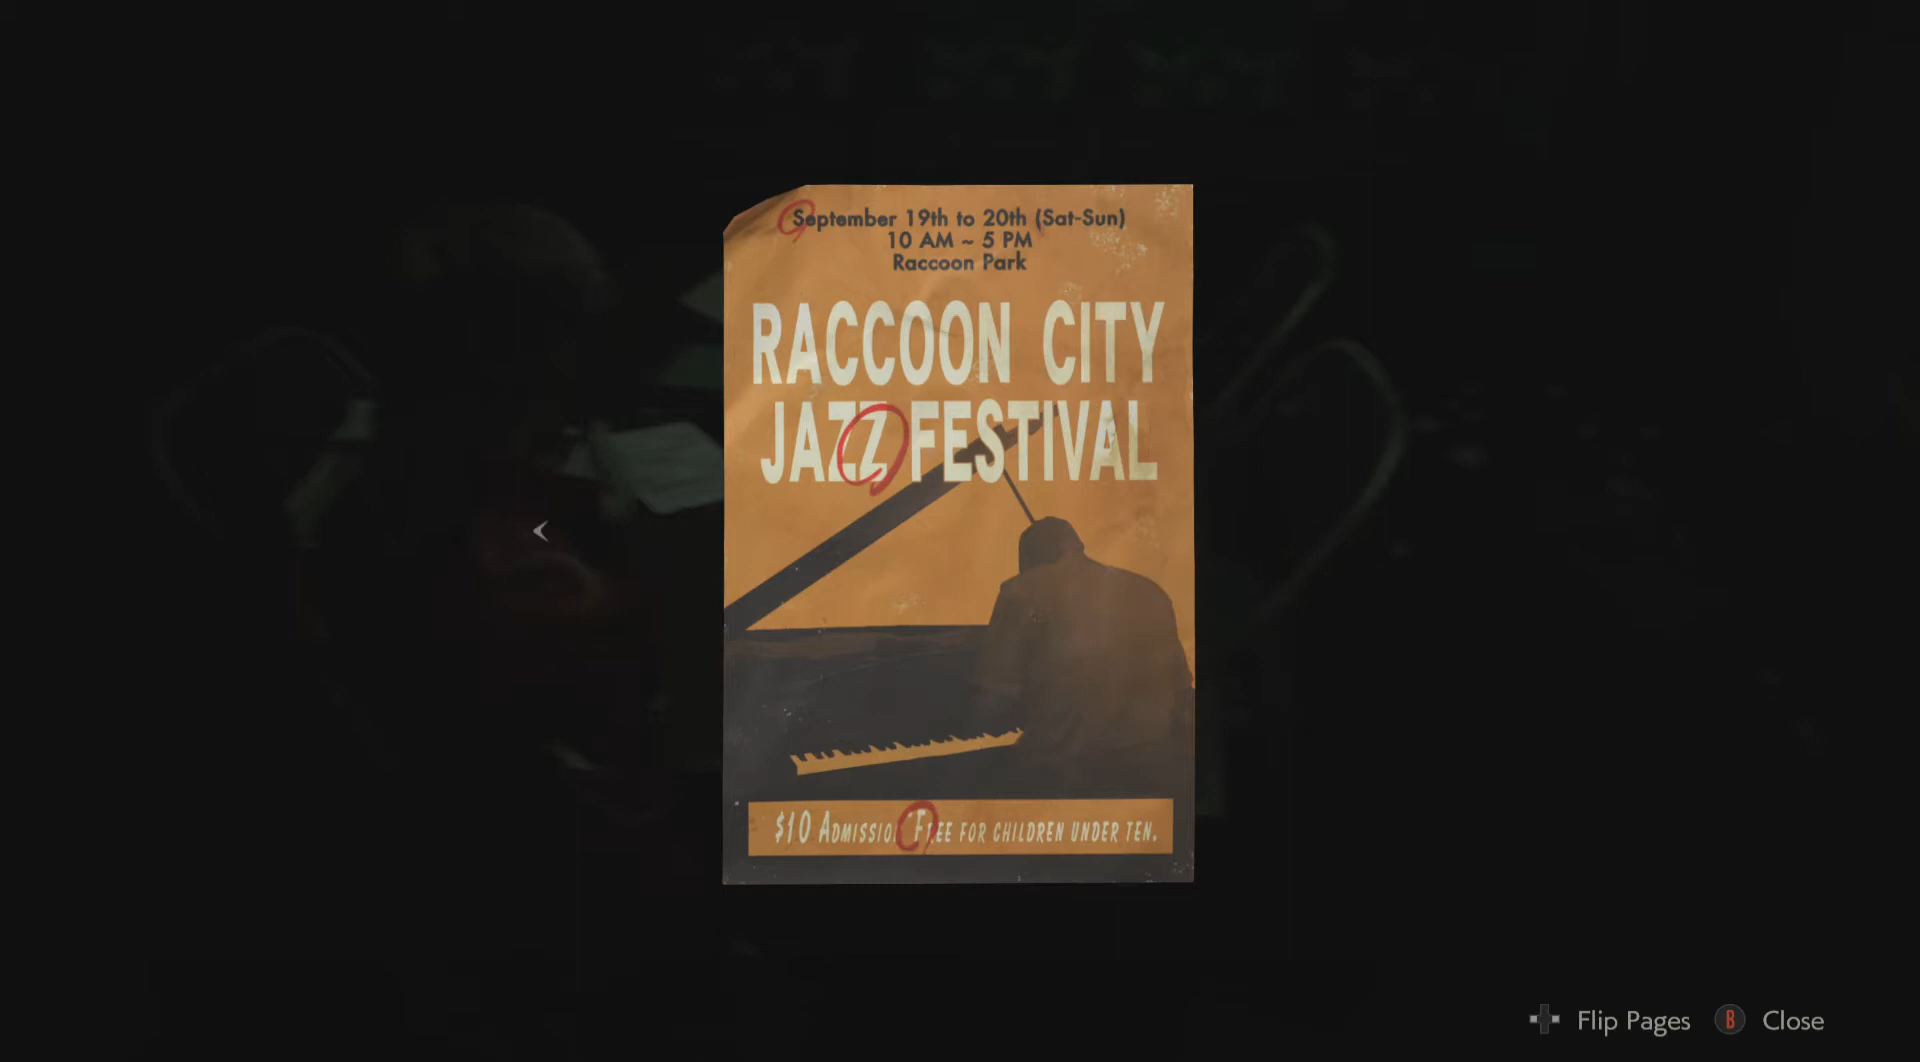 September 19th to 20th (Sat-Sun)
10 AM ~ 5 PM
Raccoon Park
RACCOON CITY
JAZZ FESTIVAL
$10 ADMISSION FREE FOR CHILDREN UNDER TEN.
Flip Pages B Close